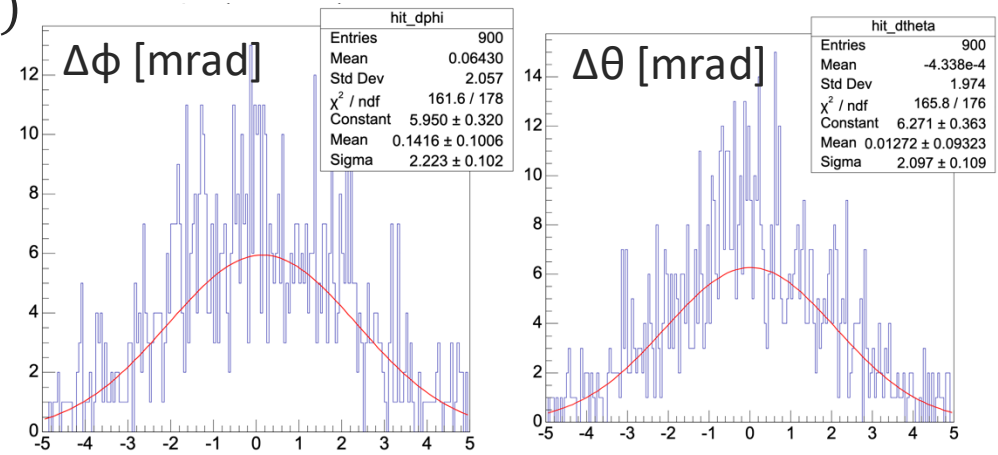 )
Δϕ [mrad]
hit_dphi
Entries 900
Mean 0.06430
Std Dev 2.057
χ² / ndf 161.6 / 178
Constant 5.950 ± 0.320
Mean 0.1416 ± 0.1006
Sigma 2.223 ± 0.102
12
10
8
6
4
2
0
-5 -4 -3 -2 -1 0 1 2 3 4 5
Δθ [mrad]
hit_dtheta
Entries 900
Mean -4.338e-4
Std Dev 1.974
χ² / ndf 165.8 / 176
Constant 6.271 ± 0.363
Mean 0.01272 ± 0.09323
Sigma 2.097 ± 0.109
14
12
10
8
6
4
2
0
-5 -4 -3 -2 -1 0 1 2 3 4 5